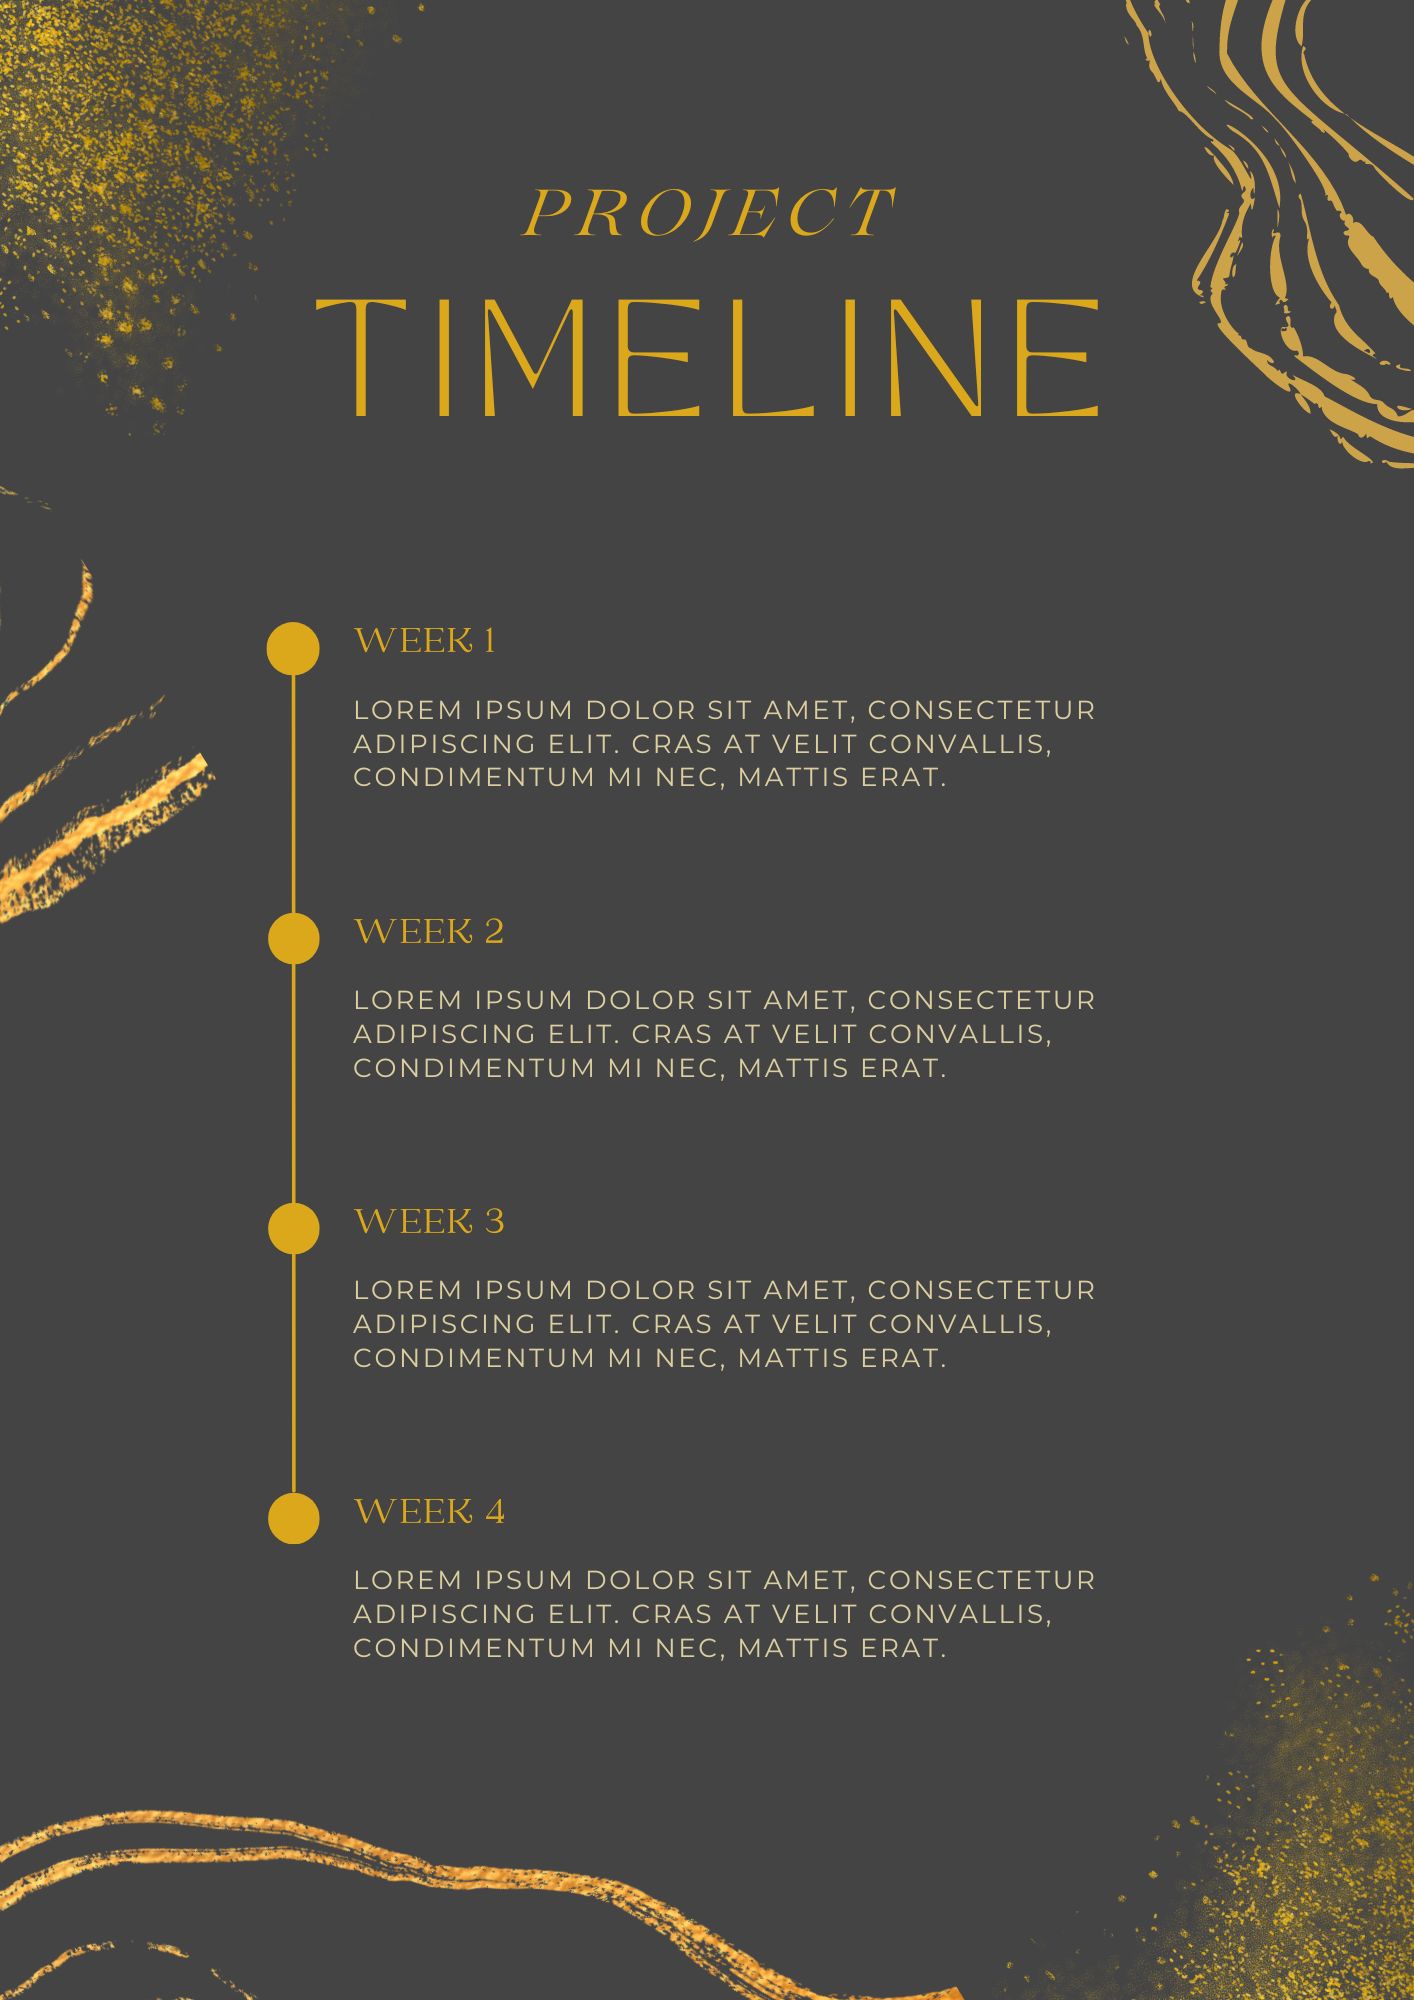 PROJECT
TIMELINE
WEEK 1
LOREM IPSUM DOLOR SIT AMET, CONSECTETUR
ADIPISCING ELIT. CRAS AT VELIT CONVALLIS,
CONDIMENTUM MI NEC, MATTIS ERAT.
WEEK 2
LOREM IPSUM DOLOR SIT AMET, CONSECTETUR
ADIPISCING ELIT. CRAS AT VELIT CONVALLIS,
CONDIMENTUM MI NEC, MATTIS ERAT.
WEEK 3
LOREM IPSUM DOLOR SIT AMET, CONSECTETUR
ADIPISCING ELIT. CRAS AT VELIT CONVALLIS,
CONDIMENTUM MI NEC, MATTIS ERAT.
WEEK 4
LOREM IPSUM DOLOR SIT AMET, CONSECTETUR
ADIPISCING ELIT. CRAS AT VELIT CONVALLIS,
CONDIMENTUM MI NEC, MATTIS ERAT.